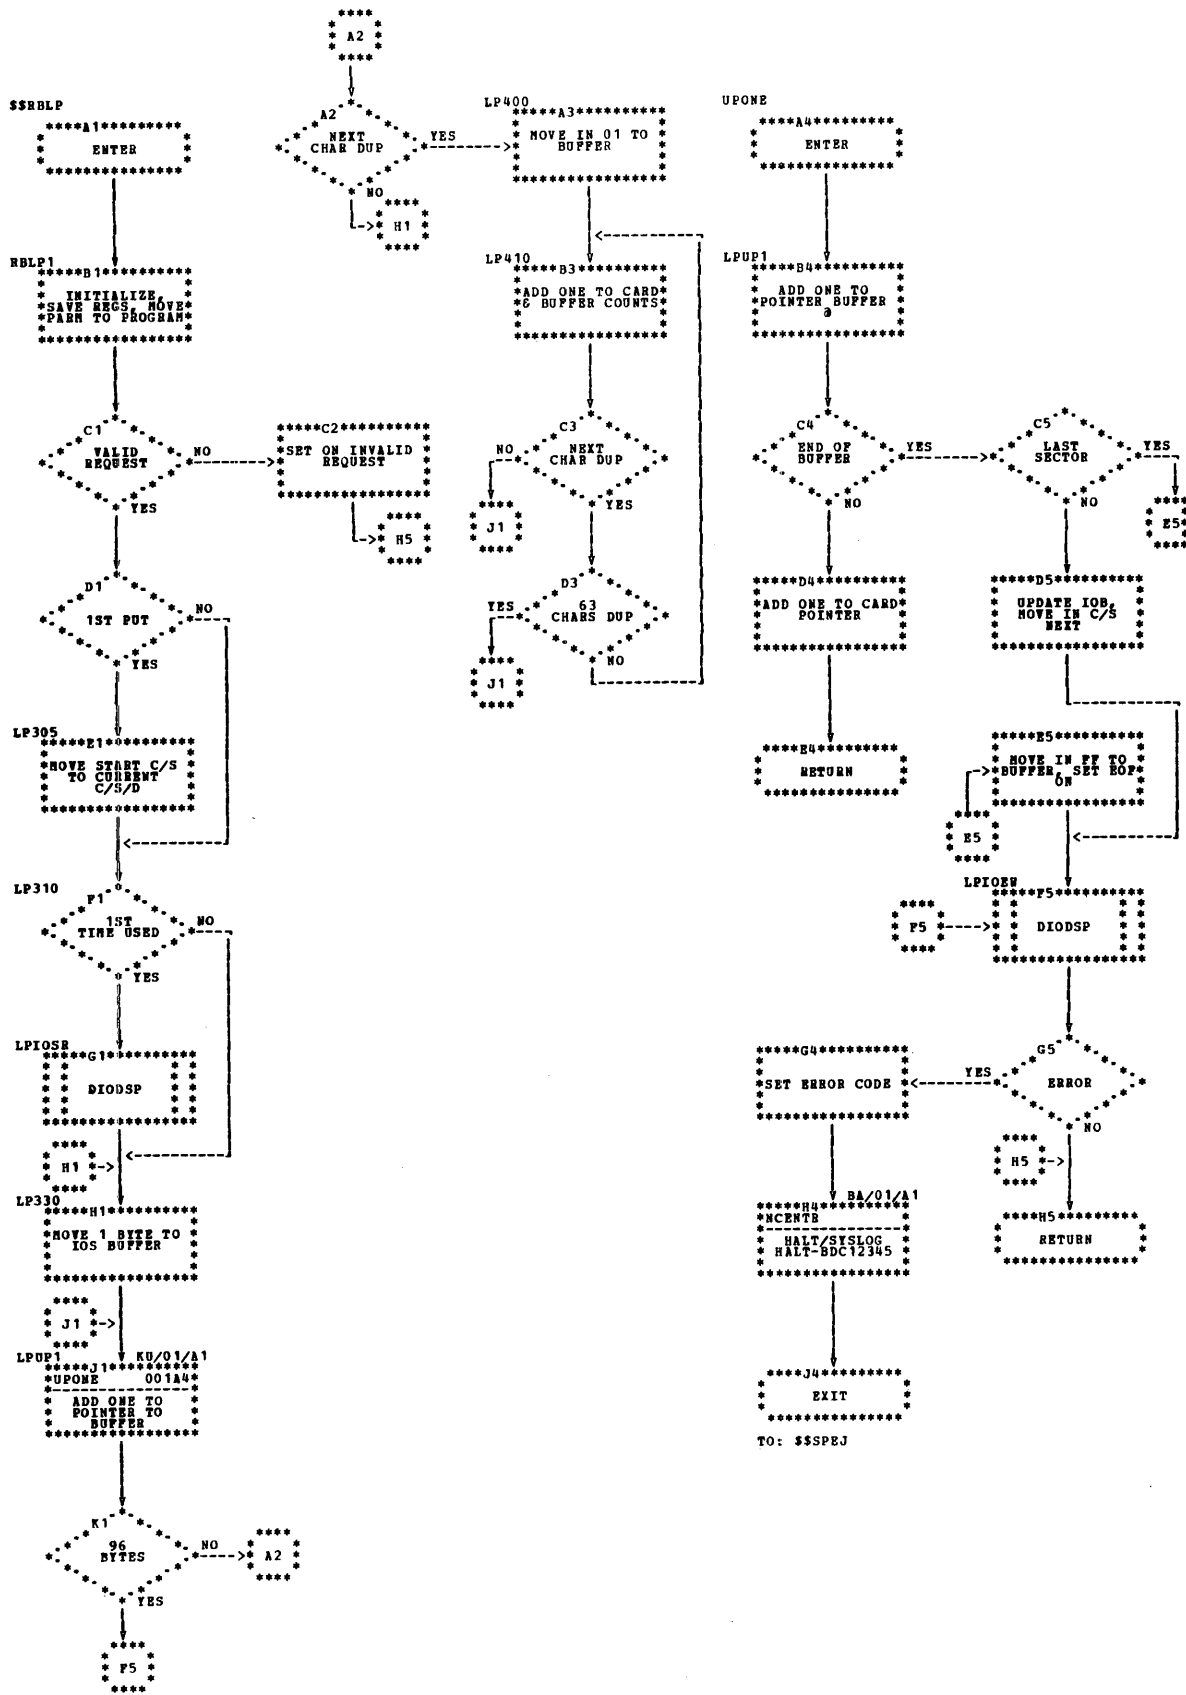 A2
$$RBLP
A1
ENTER
A2
NEXT
CHAR DUP
YES
NO
H1
LP400
A3
MOVE IN 01 TO
BUFFER
UPONE
A4
ENTER
RBLP1
B1
INITIALIZE,
SAVE REGS, MOVE
PARM TO PROGRAM
LP410
B3
ADD ONE TO CARD
& BUFFER COUNTS
LPUP1
B4
ADD ONE TO
POINTER BUFFER
@
C1
VALID
REQUEST
NO
YES
C2
SET ON INVALID
REQUEST
H5
C3
NEXT
CHAR DUP
NO
YES
J1
C4
END OF
BUFFER
YES
NO
C5
LAST
SECTOR
YES
NO
E5
D1
1ST PUT
NO
YES
D3
63
CHARS DUP
YES
NO
J1
D4
ADD ONE TO CARD
POINTER
D5
UPDATE IOB,
MOVE IN C/S
NEXT
LP305
E1
MOVE START C/S
TO CURRENT
C/S/D
E4
RETURN
E5
MOVE IN FF TO
BUFFER, SET EOF
ON
E5
LP310
F1
1ST
TIME USED
NO
YES
LPIOEW
F5
DIODSP
F5
LPIOSR
G1
DIODSP
G4
SET ERROR CODE
G5
ERROR
YES
NO
H1
H5
LP330
H1
MOVE 1 BYTE TO
IOS BUFFER
BA/01/A1
H4
NCENTR
HALT/SYSLOG
HALT-BDC12345
H5
RETURN
J1
LPUP1
KU/01/A1
J1
UPONE 001A4
ADD ONE TO
POINTER TO
BUFFER
J4
EXIT
TO: $$SPEJ
K1
96
BYTES
NO
YES
A2
F5